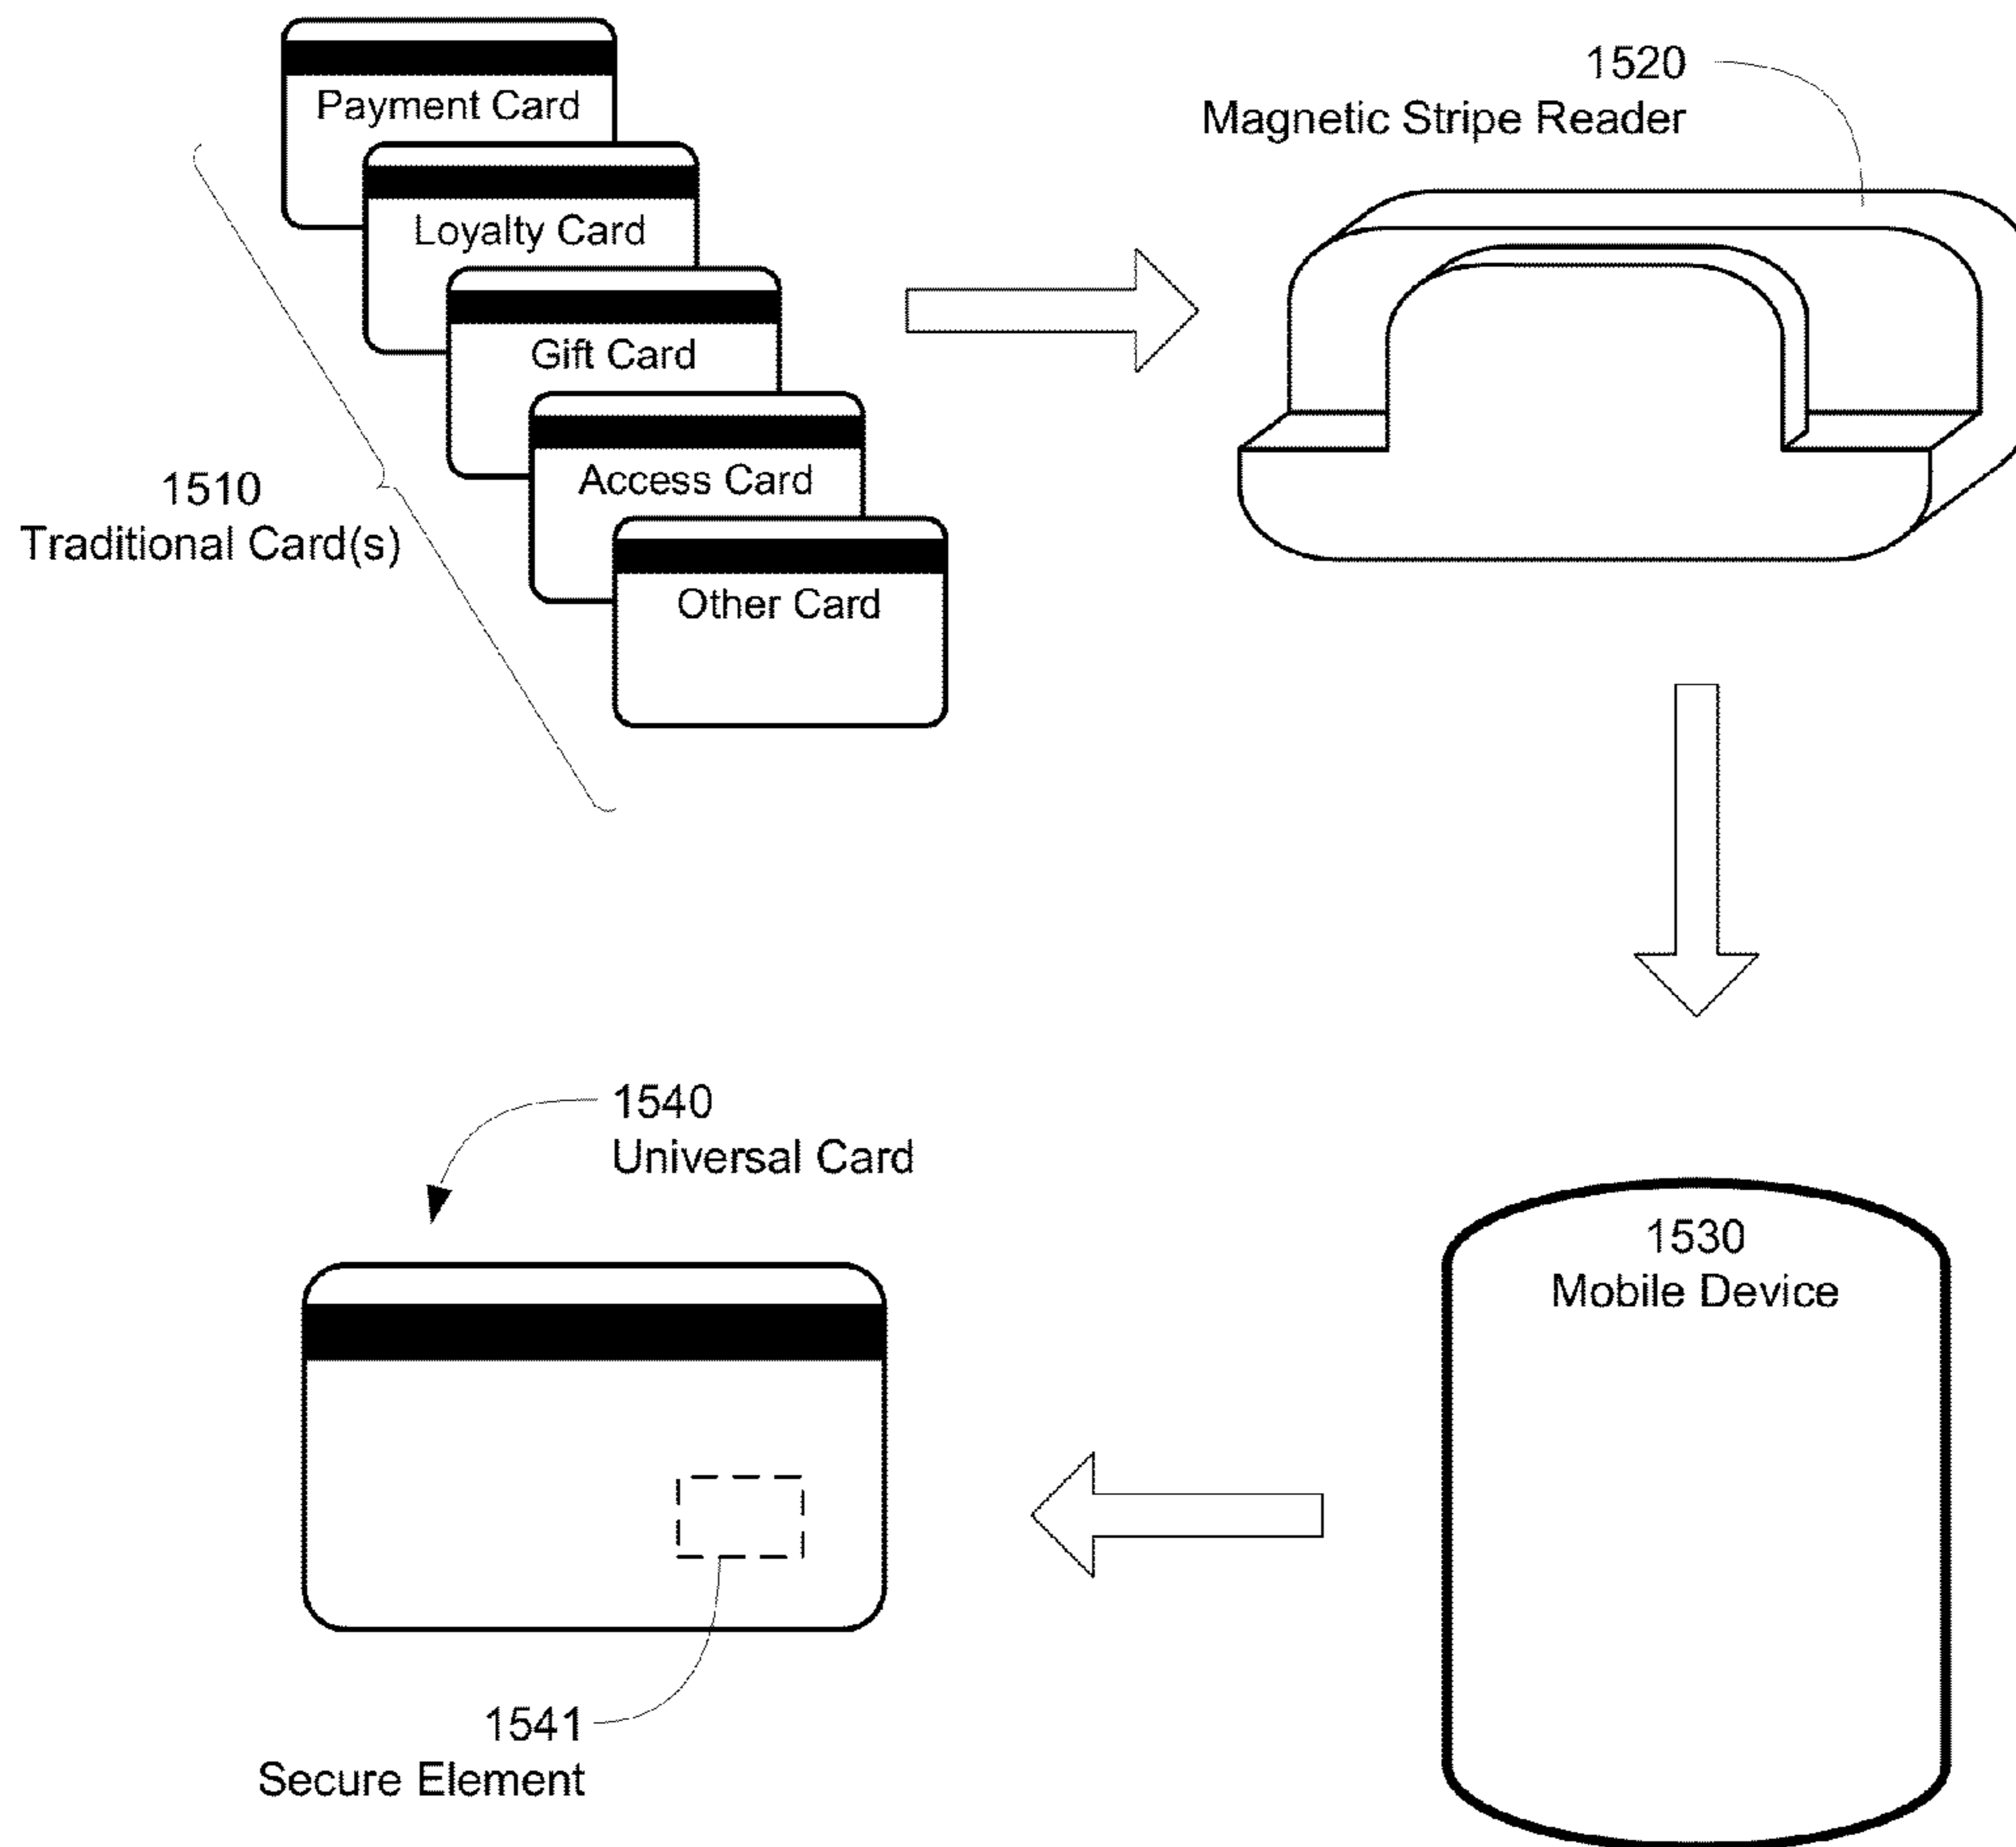 Payment Card
Loyalty Card
Gift Card
Access Card
Other Card
1510
Traditional Card(s)
1520
Magnetic Stripe Reader
1530
Mobile Device
1540
Universal Card
1541
Secure Element